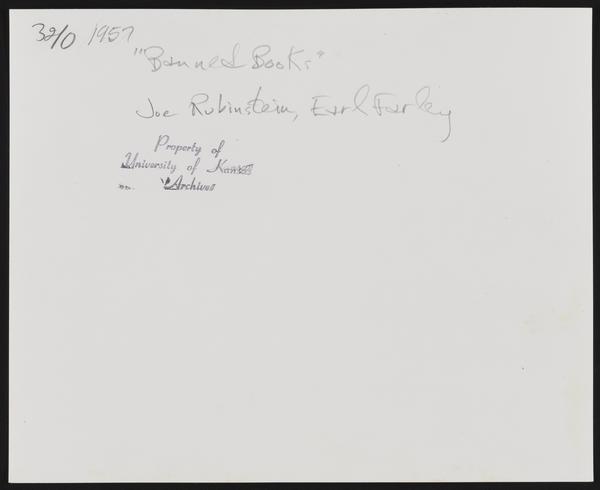 32/0 1957
"Banned Books"
Joe Rubinstein, Earl Farley
Property of
University of Kansas
Archives